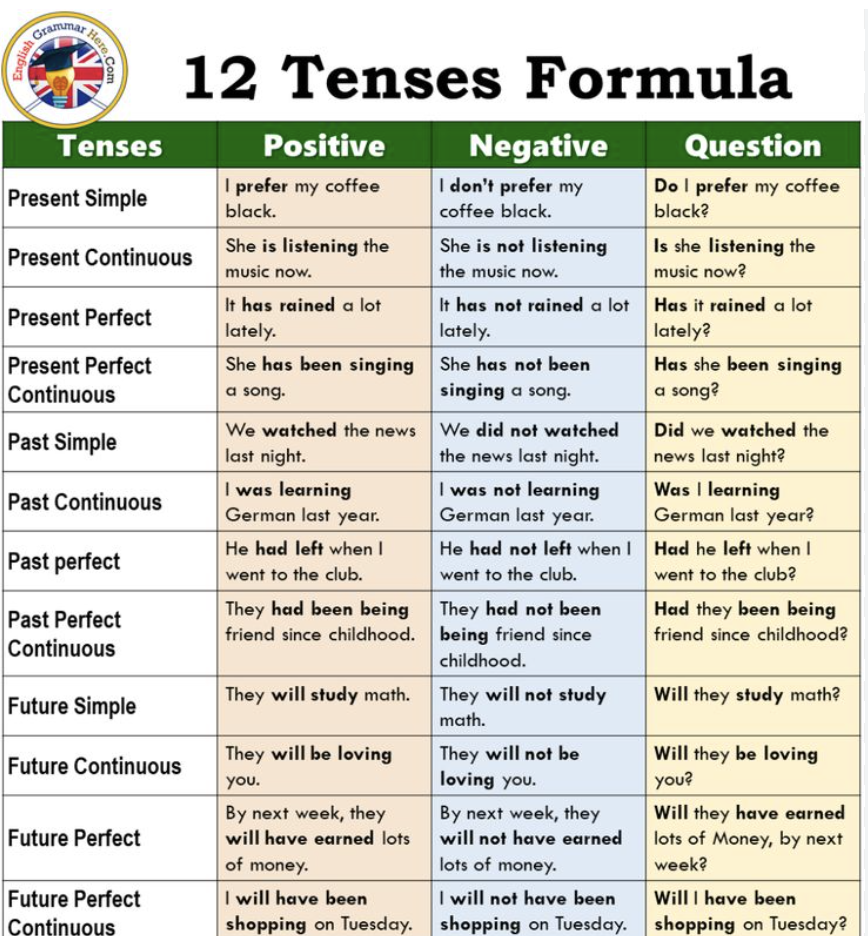 English Grammar Here.Com
12 Tenses Formula
Tenses Positive Negative Question
Present Simple
I prefer my coffee
black.
I don't prefer my
coffee black.
Do I prefer my coffee
black?
Present Continuous
She is listening the
music now.
She is not listening
the music now.
Is she listening the
music now?
Present Perfect
It has rained a lot
lately.
It has not rained a lot
lately.
Has it rained a lot
lately?
Present Perfect
Continuous
She has been singing
a song.
She has not been
singing a song.
Has she been singing
a song?
Past Simple
We watched the news
last night.
We did not watched
the news last night.
Did we watched the
news last night?
Past Continuous
I was learning
German last year.
I was not learning
German last year.
Was I learning
German last year?
Past perfect
He had left when I
went to the club.
He had not left when I
went to the club.
Had he left when I
went to the club?
Past Perfect
Continuous
They had been being
friend since childhood.
They had not been
being friend since
childhood.
Had they been being
friend since childhood?
Future Simple
They will study math.
They will not study
math.
Will they study math?
Future Continuous
They will be loving
you.
They will not be
loving you.
Will they be loving
you?
Future Perfect
By next week, they
will have earned lots
of money.
By next week, they
will not have earned
lots of money.
Will they have earned
lots of Money, by next
week?
Future Perfect
Continuous
I will have been
shopping on Tuesday.
I will not have been
shopping on Tuesday.
Will I have been
shopping on Tuesday?